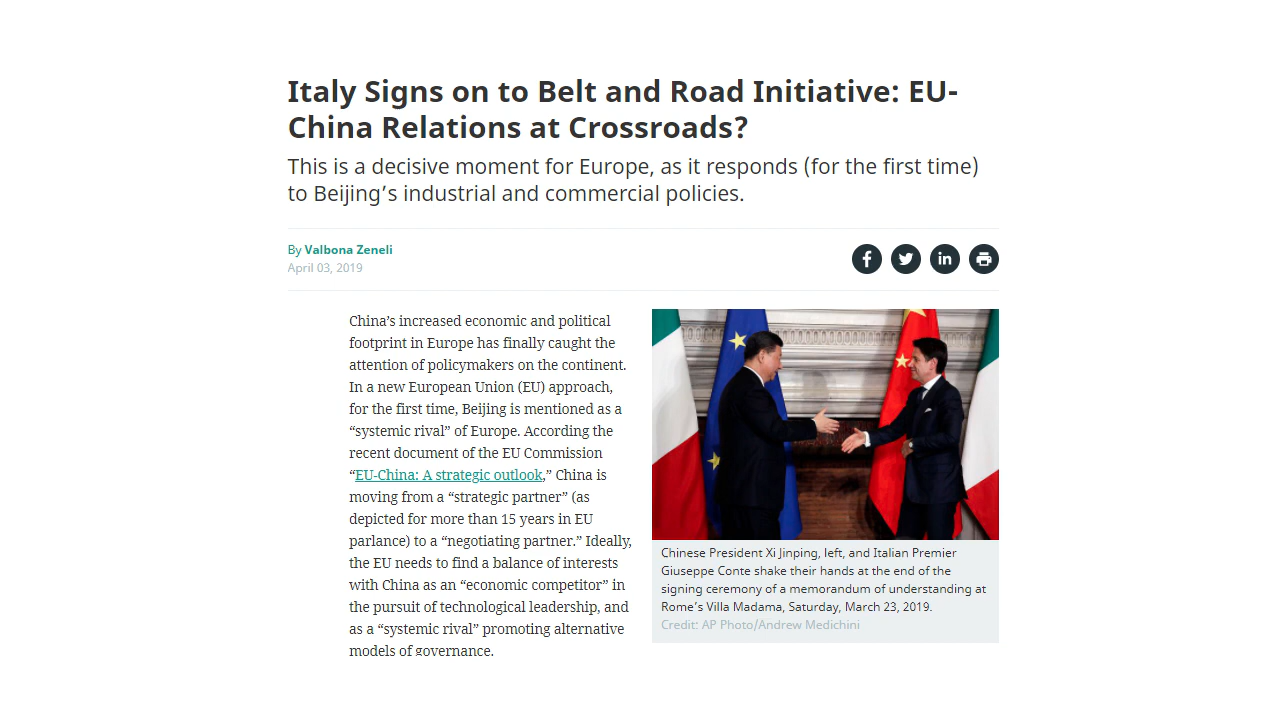 Italy Signs on to Belt and Road Initiative: EU-
China Relations at Crossroads?
This is a decisive moment for Europe, as it responds (for the first time)
to Beijing’s industrial and commercial policies.
By Valbona Zeneli
April 03, 2019
China’s increased economic and political
footprint in Europe has finally caught the
attention of policymakers on the continent.
In a new European Union (EU) approach,
for the first time, Beijing is mentioned as a
“systemic rival” of Europe. According the
recent document of the EU Commission
“EU-China: A strategic outlook,” China is
moving from a “strategic partner” (as
depicted for more than 15 years in EU
parlance) to a “negotiating partner.” Ideally,
the EU needs to find a balance of interests
with China as an “economic competitor” in
the pursuit of technological leadership, and
as a “systemic rival” promoting alternative
models of governance.
Chinese President Xi Jinping, left, and Italian Premier
Giuseppe Conte shake their hands at the end of the
signing ceremony of a memorandum of understanding at
Rome’s Villa Madama, Saturday, March 23, 2019.
Credit: AP Photo/Andrew Medichini